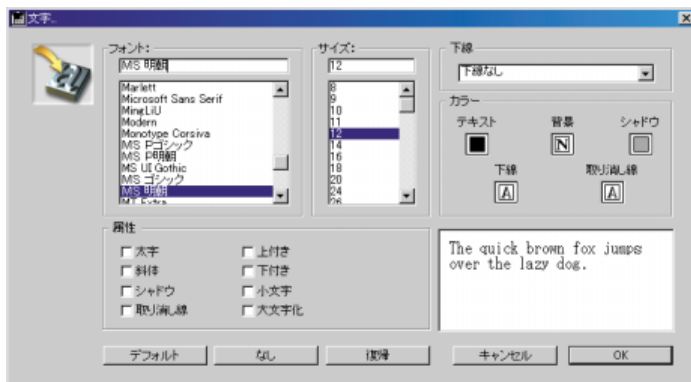 文字..
フォント:
MS 明朝
Marlett
Microsoft Sans Serif
MingLiU
Modern
Monotype Corsiva
MS Pゴシック
MS P明朝
MS UI Gothic
MS ゴシック
MS 明朝
MT Extra
サイズ:
12
8
9
10
11
12
14
16
18
20
24
26
下線
下線なし
カラー
テキスト 背景 シャドウ
N
下線 取り消し線
A A
属性
太字 上付き
斜体 下付き
シャドウ 小文字
取り消し線 大文字化
The quick brown fox jumps
over the lazy dog.
デフォルト なし 復帰 キャンセル OK